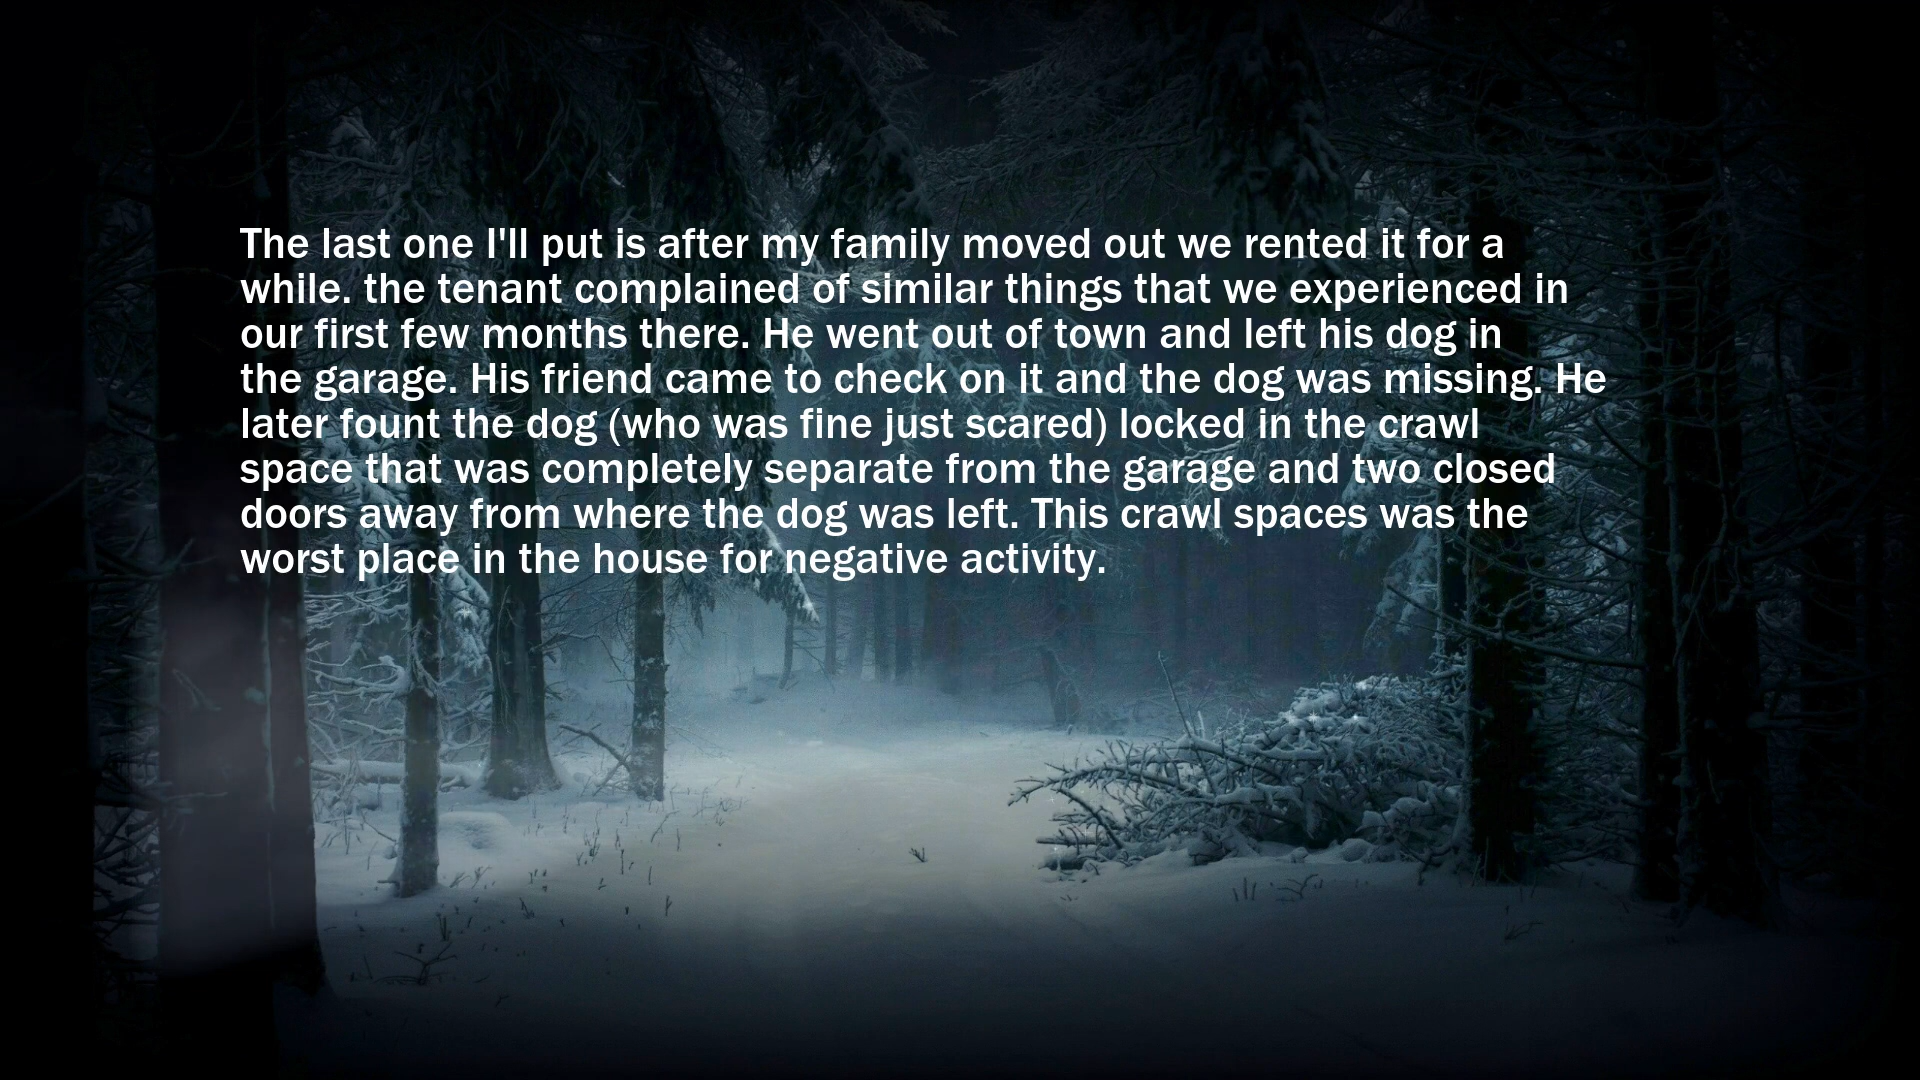 The last one I'll put is after my family moved out we rented it for a
while. the tenant complained of similar things that we experienced in
our first few months there. He went out of town and left his dog in
the garage. His friend came to check on it and the dog was missing. He
later fount the dog (who was fine just scared) locked in the crawl
space that was completely separate from the garage and two closed
doors away from where the dog was left. This crawl spaces was the
worst place in the house for negative activity.